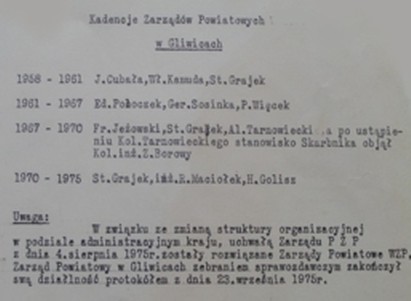 Kadencje Zarządów Powiatowych
w Gliwicach
1958 - 1961 J.Cubała,Wł.Kazuda,St.Grajek
1961 - 1967 Ed.Pohoczek,Ger.Sosinka,P.Więcek
1967 - 1970 Fr.Jeżowski,St.Grajek,Al.Tarnowiecki .a po ustąpie-
niu Kol.Tarnowieckiego stanowisko Skarbnika objął
Kol.inż.Z.Borowy
1970 - 1975 St.Grajek,inż.R.Maciołek,H.Golisz
Uwaga:
W związku ze zmianą struktury organizacyjnej
w podziale administracyjnym kraju, uchwałą Zarządu P Z P
z dnia 4.sierpnia 1975r.zostały rozwiązane Zarządy Powiatowe WZP.
Zarząd Powiatowy w Gliwicach zebraniem sprawozdawczym zakończył
swą działność protokółem z dnia 23.września 1975r.